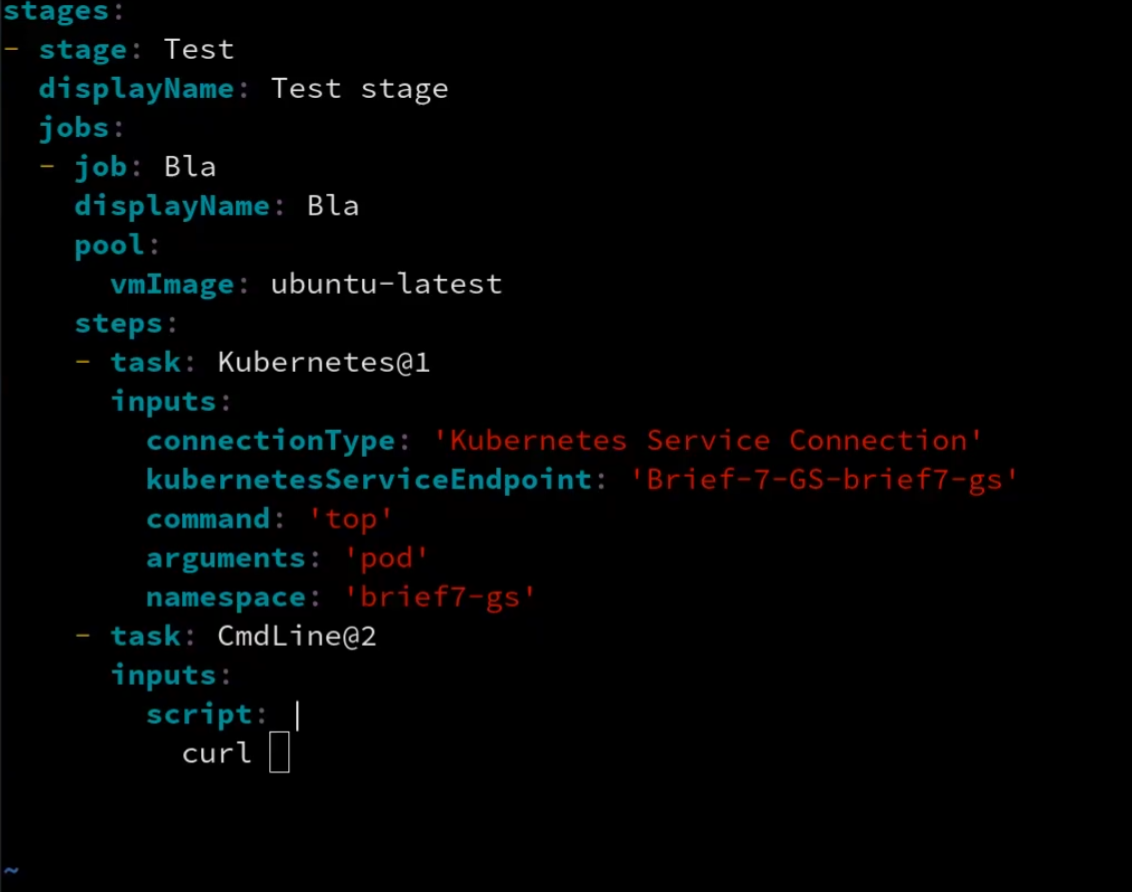 stages:
- stage: Test
  displayName: Test stage
  jobs:
  - job: Bla
    displayName: Bla
    pool:
      vmImage: ubuntu-latest
    steps:
    - task: Kubernetes@1
      inputs:
        connectionType: 'Kubernetes Service Connection'
        kubernetesServiceEndpoint: 'Brief-7-GS-brief7-gs'
        command: 'top'
        arguments: 'pod'
        namespace: 'brief7-gs'
    - task: CmdLine@2
      inputs:
        script: |
          curl
~